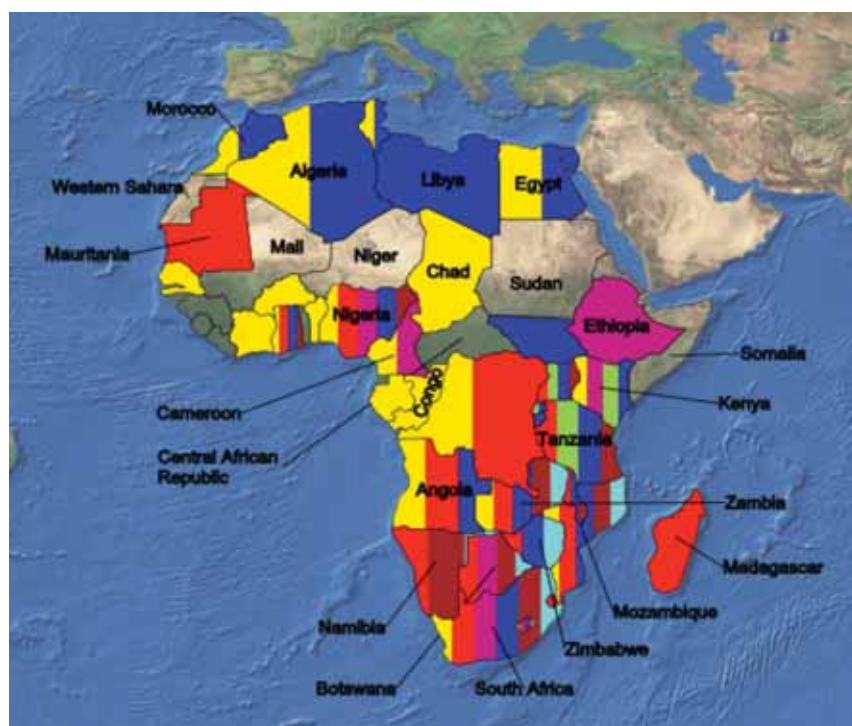 Morocco
Algeria
Libya
Egypt
Western Sahara
Mauritania
Mali
Niger
Chad
Sudan
Nigeria
Ethiopia
Somalia
Cameroon
Congo
Kenya
Central African
Republic
Tanzania
Angola
Zambia
Madagascar
Namibia
Mozambique
Zimbabwe
Botswana
South Africa